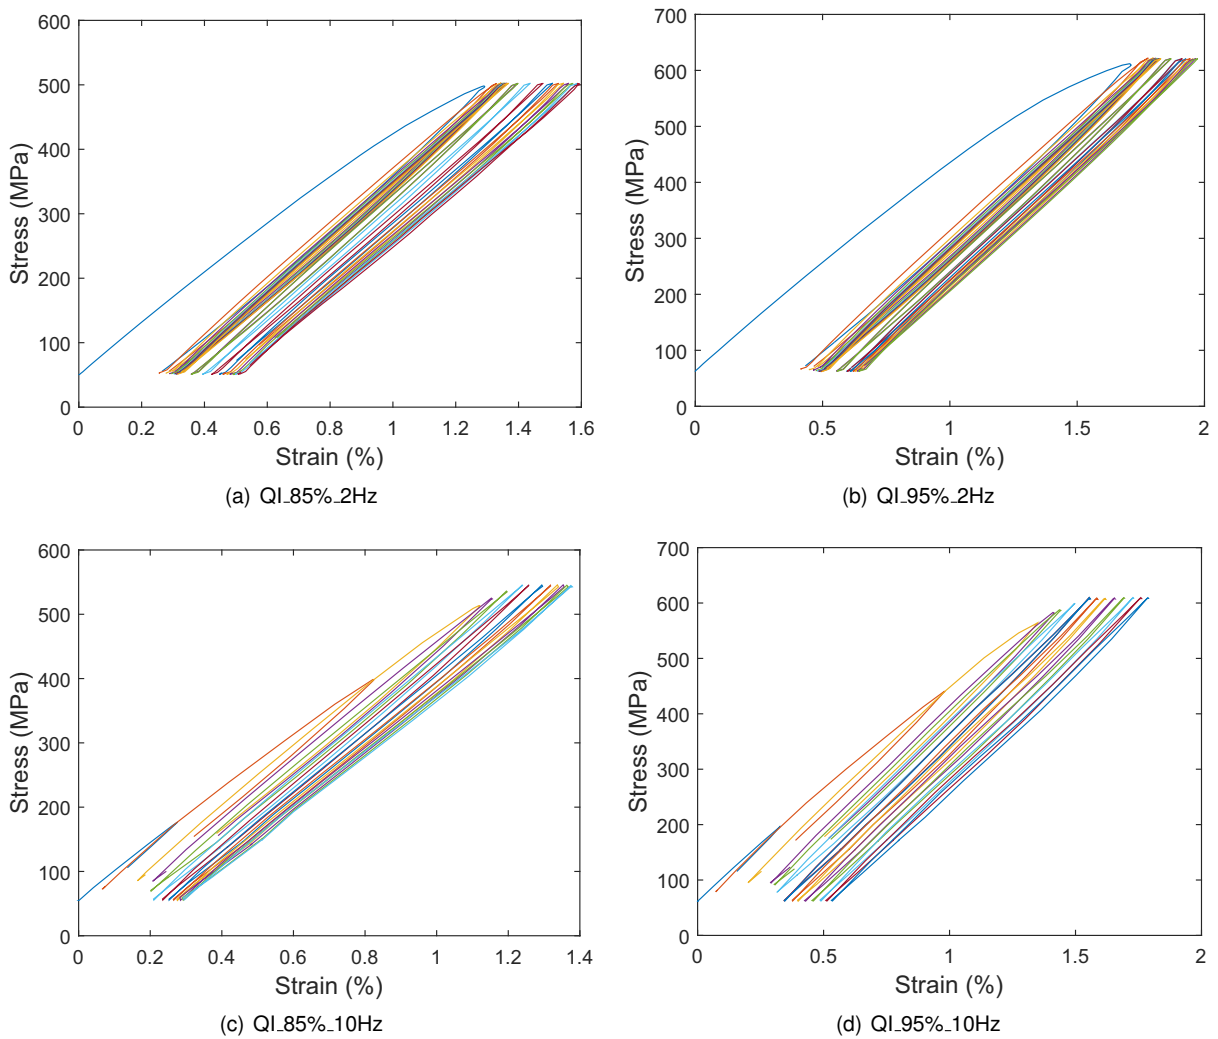 600
500
400
300
200
100
0
Stress (MPa)
0 0.2 0.4 0.6 0.8 1 1.2 1.4 1.6
Strain (%)
(a) QI_85%_2Hz
700
600
500
400
300
200
100
0
Stress (MPa)
0 0.5 1 1.5 2
Strain (%)
(b) QI_95%_2Hz
600
500
400
300
200
100
0
Stress (MPa)
0 0.2 0.4 0.6 0.8 1 1.2 1.4
Strain (%)
(c) QI_85%_10Hz
700
600
500
400
300
200
100
0
Stress (MPa)
0 0.5 1 1.5 2
Strain (%)
(d) QI_95%_10Hz